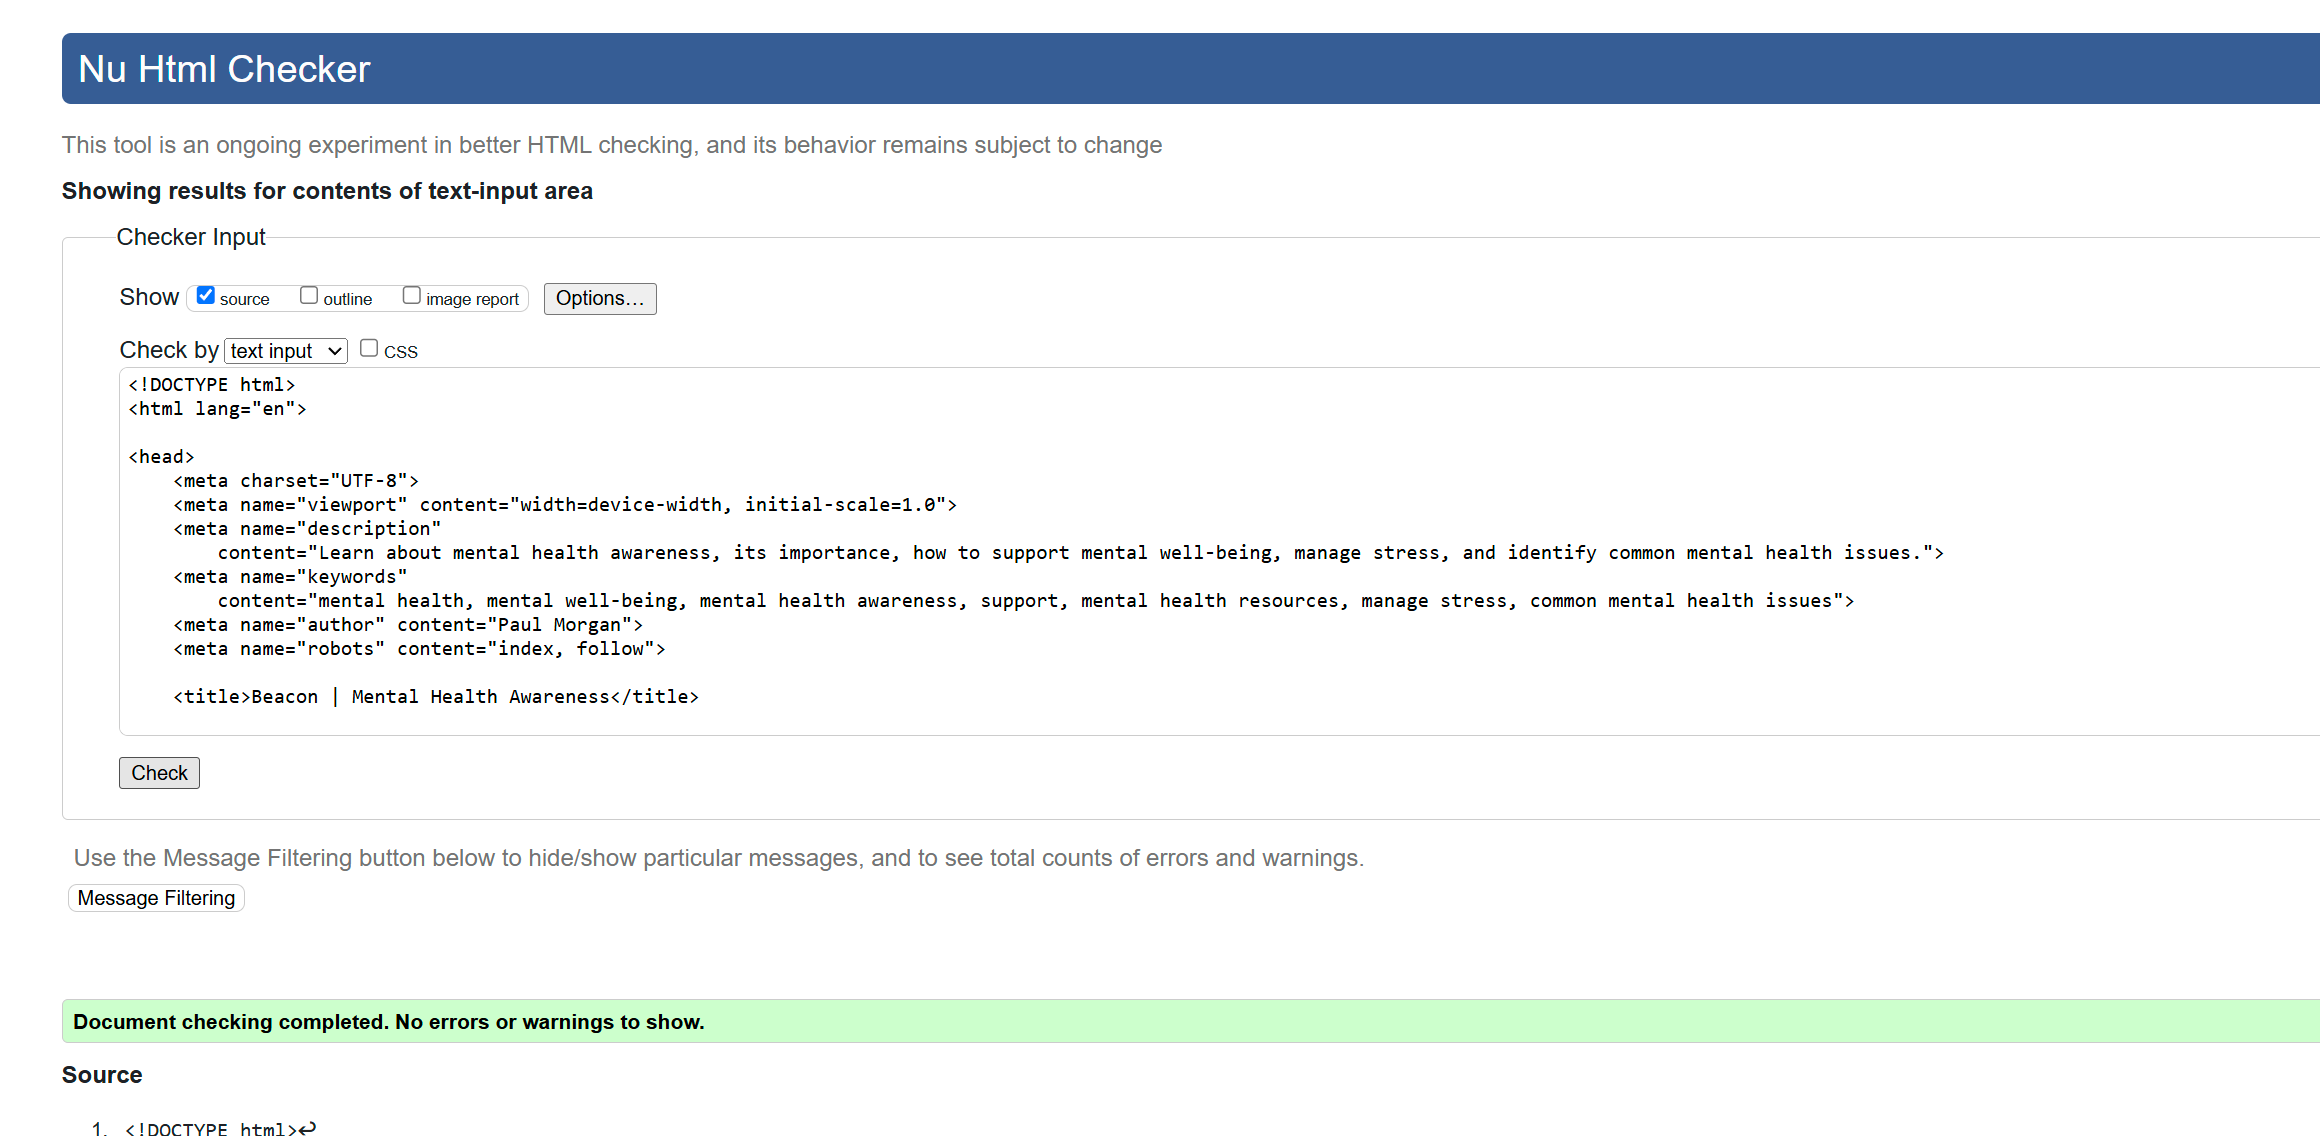 Nu Html Checker
This tool is an ongoing experiment in better HTML checking, and its behavior remains subject to change
Showing results for contents of text-input area
Checker Input
Show source outline image report Options...
Check by text input CSS
<!DOCTYPE html>
<html lang="en">
<head>
    <meta charset="UTF-8">
    <meta name="viewport" content="width=device-width, initial-scale=1.0">
    <meta name="description"
        content="Learn about mental health awareness, its importance, how to support mental well-being, manage stress, and identify common mental health issues.">
    <meta name="keywords"
        content="mental health, mental well-being, mental health awareness, support, mental health resources, manage stress, common mental health issues">
    <meta name="author" content="Paul Morgan">
    <meta name="robots" content="index, follow">
    <title>Beacon | Mental Health Awareness</title>
Check
Use the Message Filtering button below to hide/show particular messages, and to see total counts of errors and warnings.
Message Filtering
Document checking completed. No errors or warnings to show.
Source
1. <!DOCTYPE html>↩